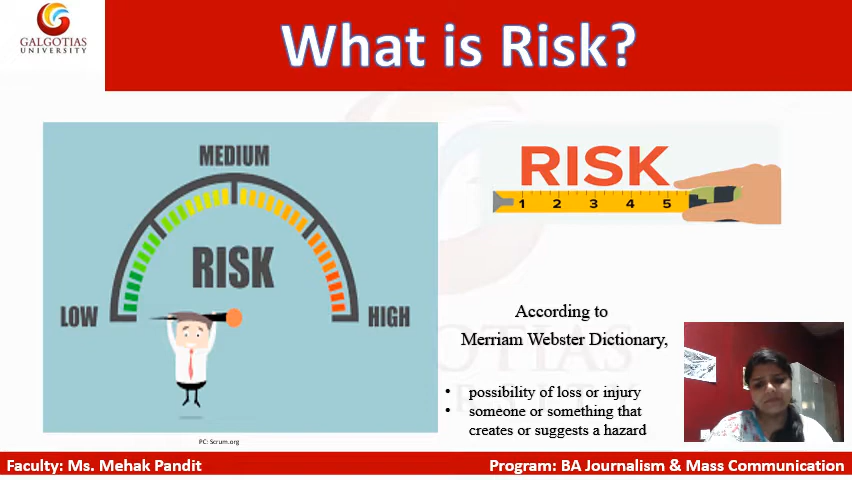 GALGOTIAS
UNIVERSITY
What is Risk?
MEDIUM
RISK
LOW
HIGH
PC: Scrum.org
RISK
1 2 3 4 5
According to
Merriam Webster Dictionary,
• possibility of loss or injury
• someone or something that
creates or suggests a hazard
Faculty: Ms. Mehak Pandit
Program: BA Journalism & Mass Communication